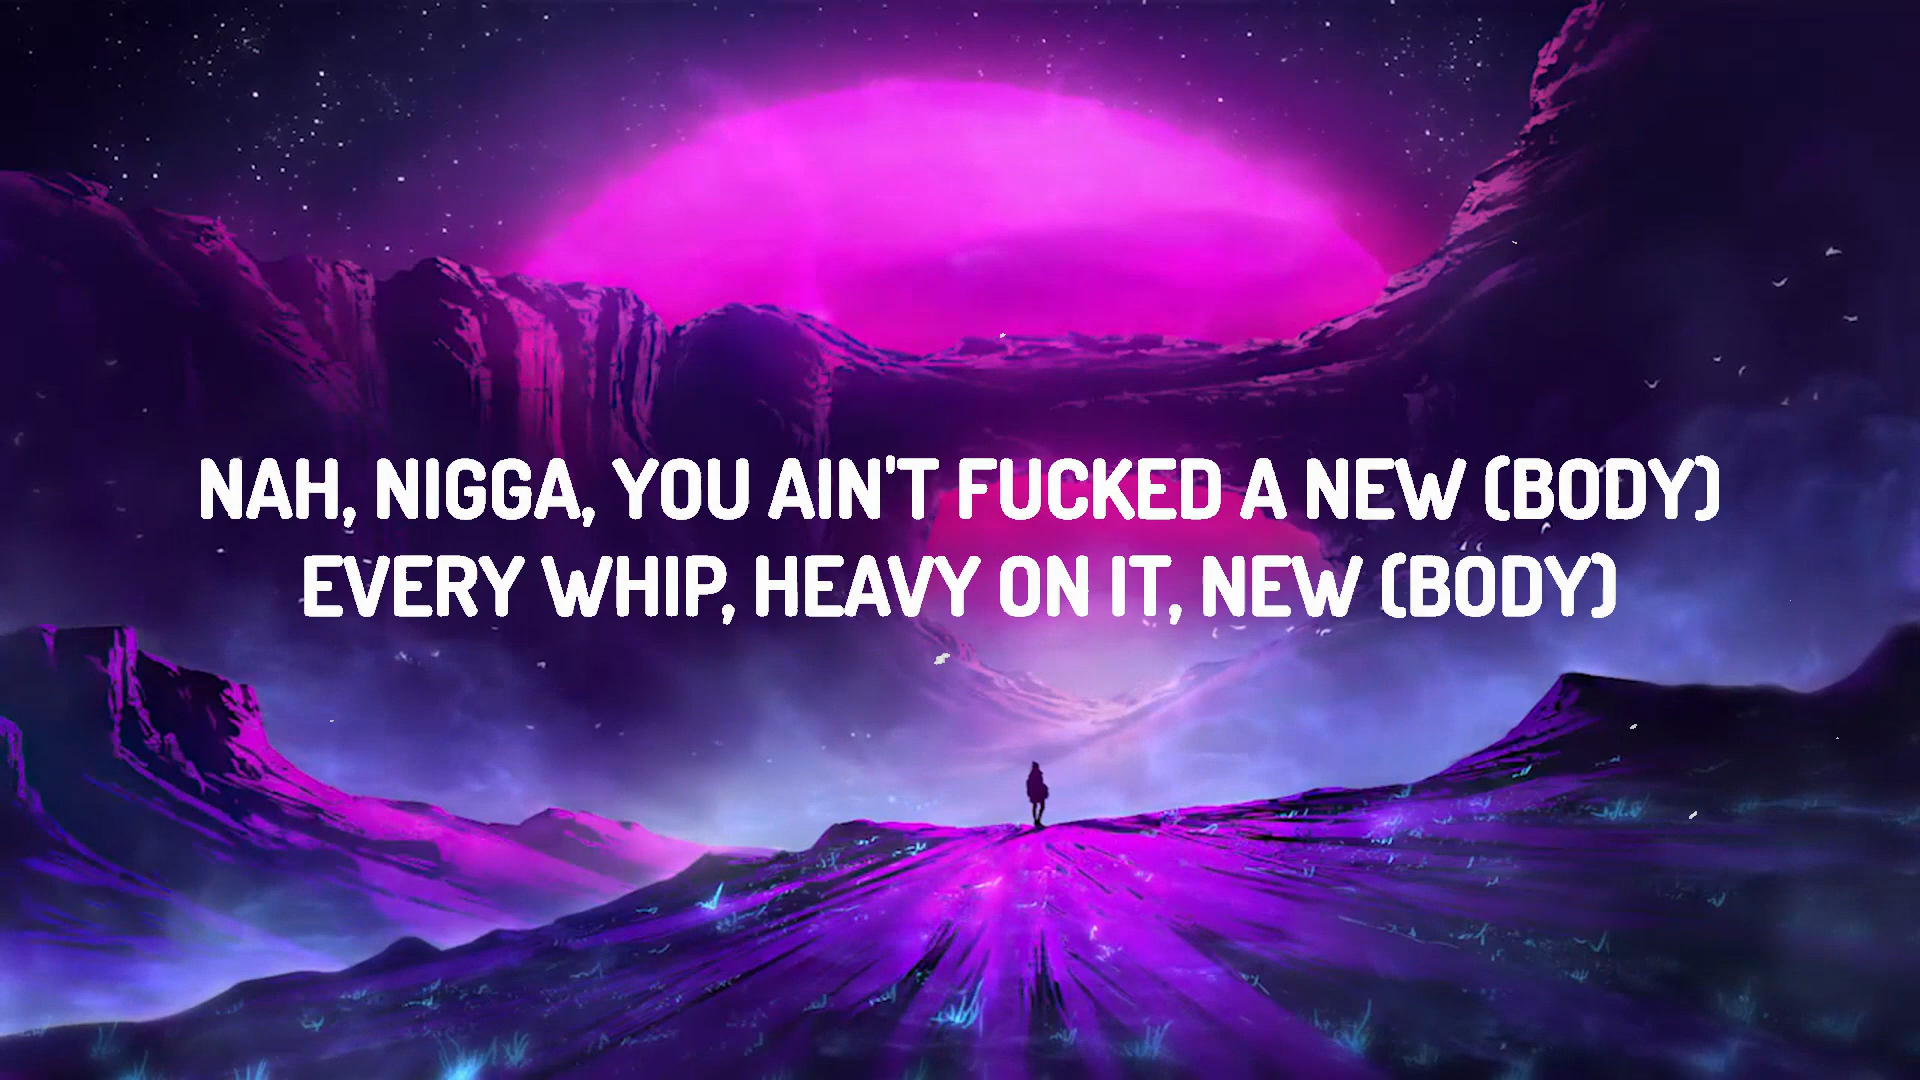 NAH, NIGGA, YOU AIN'T FUCKED A NEW (BODY)
EVERY WHIP, HEAVY ON IT, NEW (BODY)